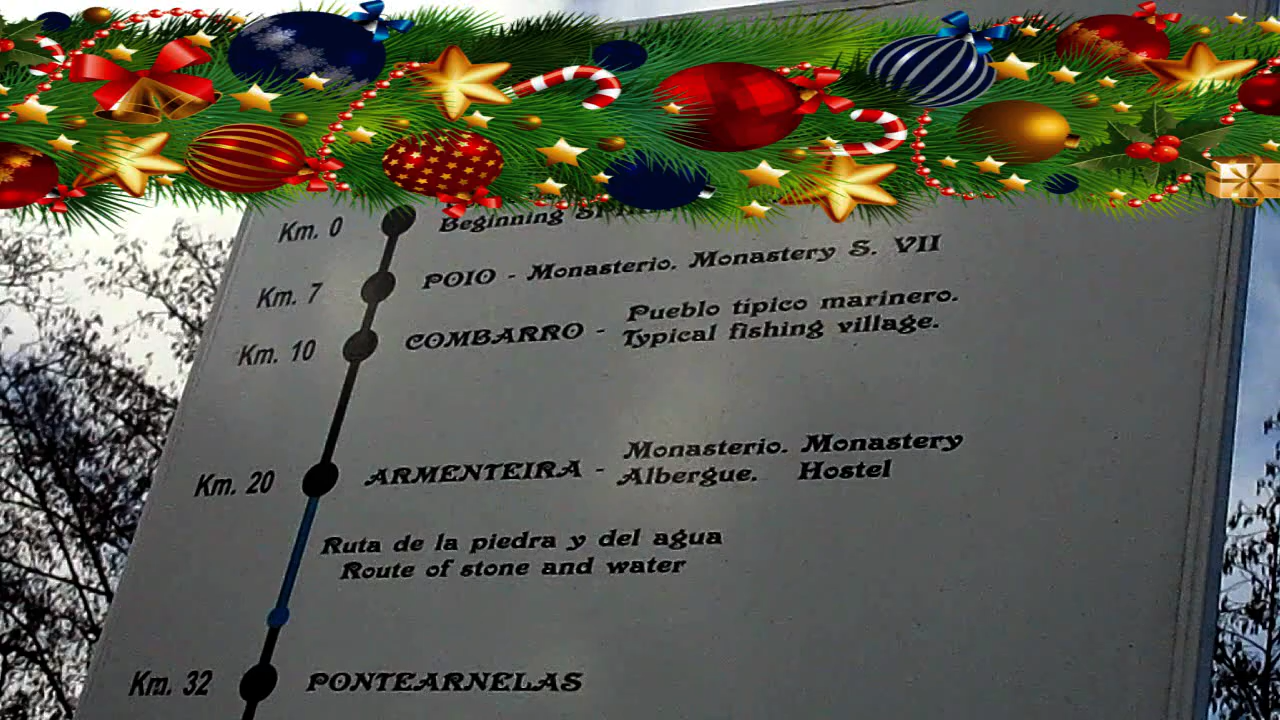 Km. 0 Beginning
Km. 7 POIO - Monasterio. Monastery S. VII
Km. 10 COMBARRO - Pueblo típico marinero.
Typical fishing village.
Km. 20 ARMENTEIRA - Monasterio. Monastery
Albergue. Hostel
Ruta de la piedra y del agua
Route of stone and water
Km. 32 PONTEARNELAS